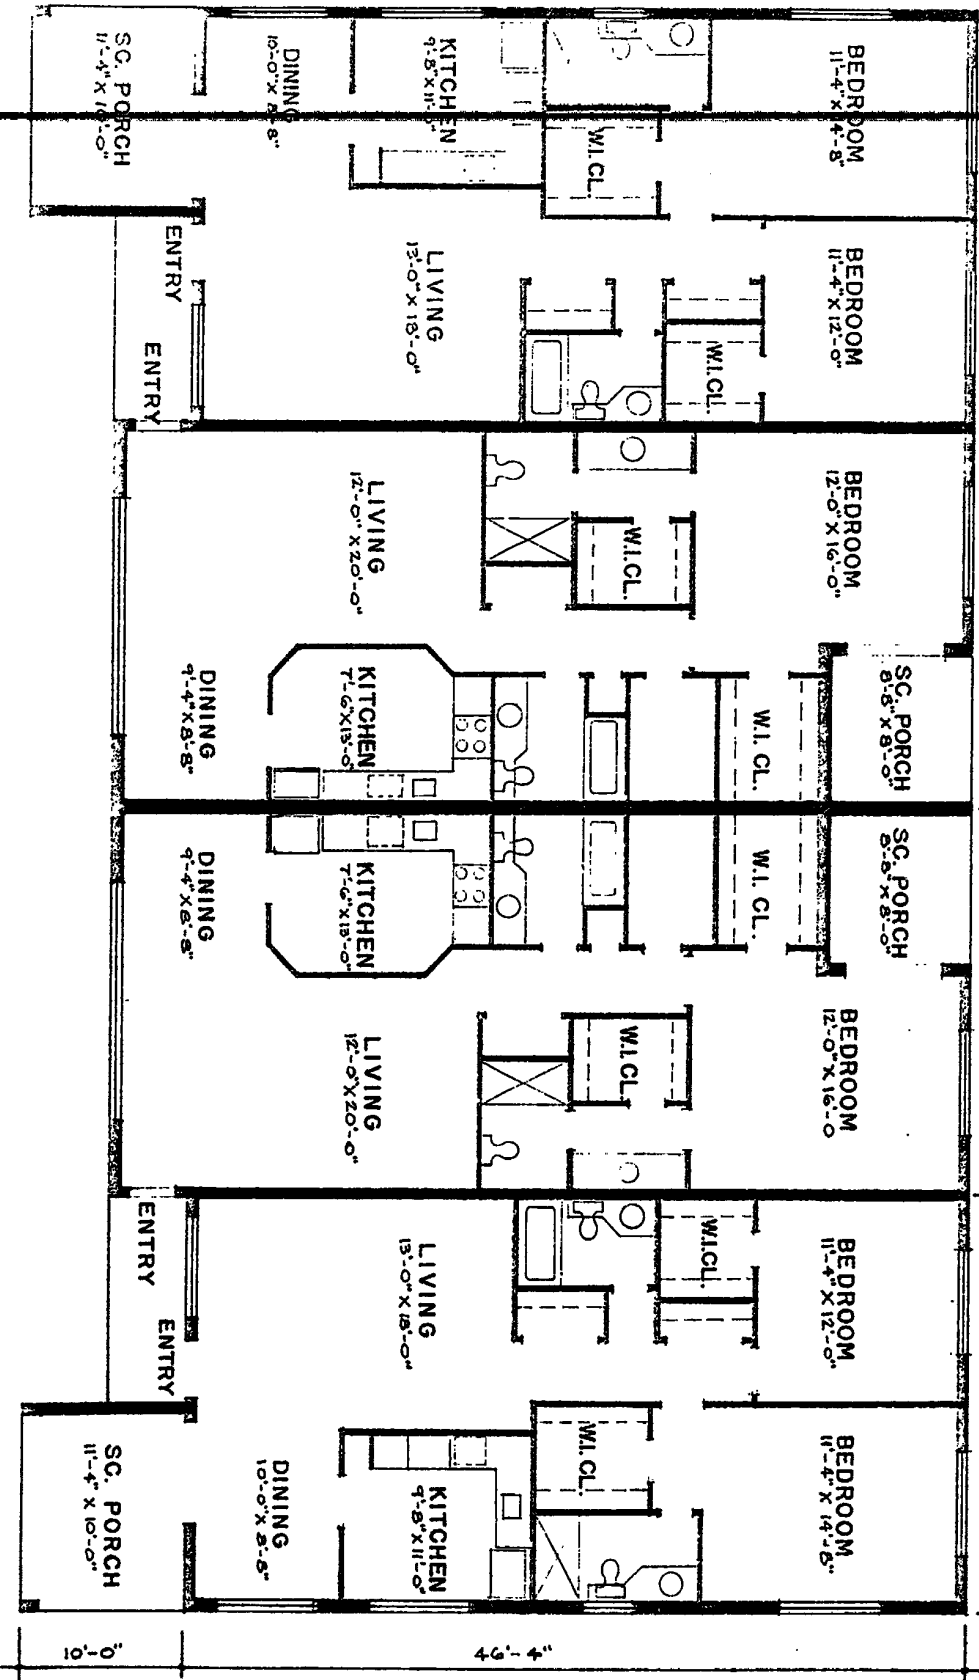 SC. PORCH
11'-4" X 10'-0"
DINING
10'-0" X 8'-8"
KITCHEN
9'-8" X 11'-0"
W.I.CL.
BEDROOM
11'-4" X 14'-8"
ENTRY
LIVING
13'-0" X 18'-0"
W.I.CL.
BEDROOM
11'-4" X 12'-0"
ENTRY
LIVING
12'-0" X 20'-0"
W.I.CL.
BEDROOM
12'-0" X 16'-0"
DINING
9'-4" X 8'-8"
KITCHEN
7'-6" X 13'-0"
W.I. CL.
SC. PORCH
8'-8" X 8'-0"
DINING
9'-4" X 8'-8"
KITCHEN
7'-6" X 13'-0"
W.I. CL.
SC. PORCH
8'-8" X 8'-0"
LIVING
12'-0" X 20'-0"
W.I.CL.
BEDROOM
12'-0" X 16'-0
ENTRY
LIVING
13'-0" X 18'-0"
W.I.CL.
BEDROOM
11'-4" X 12'-0"
ENTRY
SC. PORCH
11'-4" X 10'-0"
DINING
10'-0" X 8'-8"
KITCHEN
9'-8" X 11'-0"
W.I.CL.
BEDROOM
11'-4" X 14'-8"
10'-0"
46'-4"